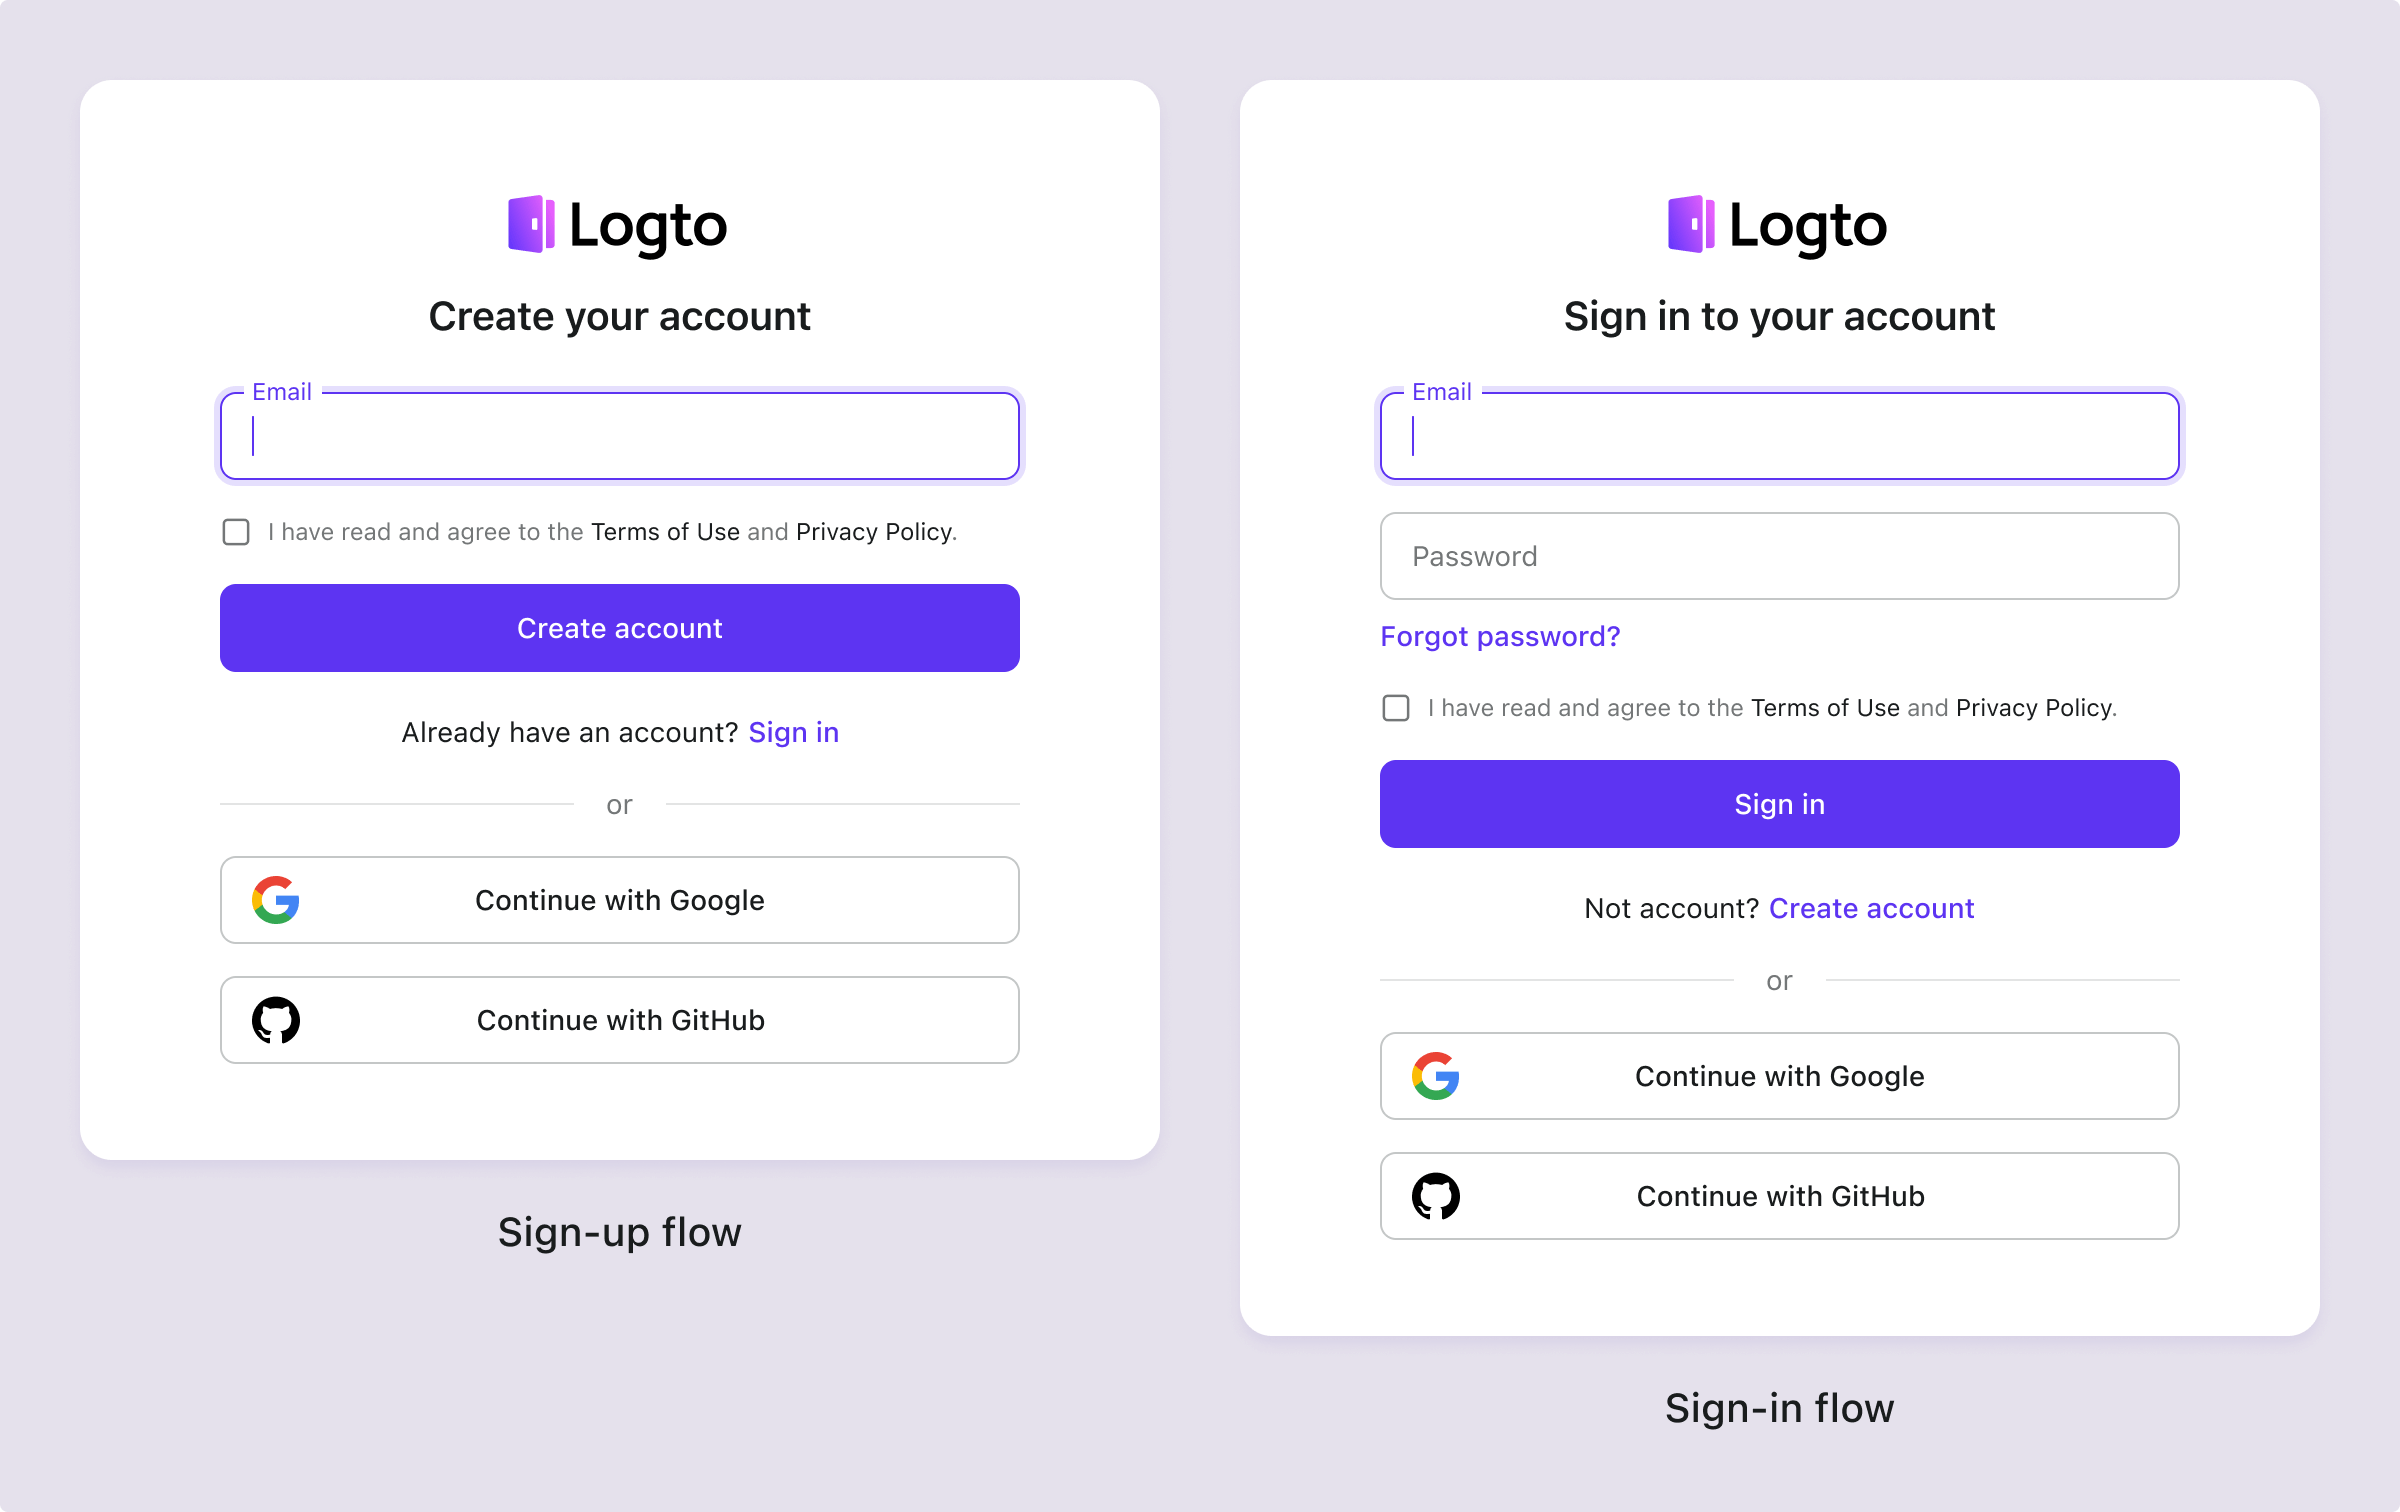 Logto
Create your account
Email
I have read and agree to the Terms of Use and Privacy Policy.
Create account
Already have an account? Sign in
or
Continue with Google
Continue with GitHub
Sign-up flow
Logto
Sign in to your account
Email
Password
Forgot password?
I have read and agree to the Terms of Use and Privacy Policy.
Sign in
Not account? Create account
or
Continue with Google
Continue with GitHub
Sign-in flow